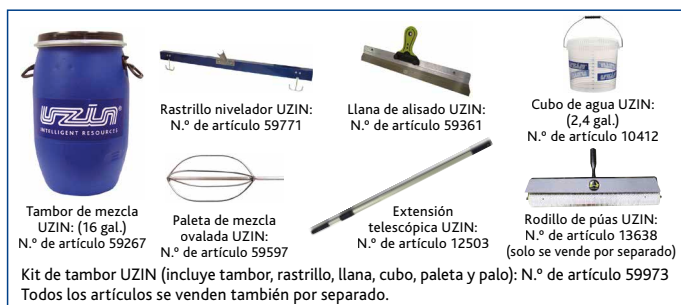 UZIN®
INTELLIGENT RESOURCES
UZIN
Rastrillo nivelador UZIN:
N.º de artículo 59771
Llana de alisado UZIN:
N.º de artículo 59361
Cubo de agua UZIN:
(2,4 gal.)
N.º de artículo 10412
Tambor de mezcla
UZIN: (16 gal.)
N.º de artículo 59267
Paleta de mezcla
ovalada UZIN:
N.º de artículo 59597
Extensión
telescópica UZIN:
N.º de artículo 12503
Rodillo de púas UZIN:
N.º de artículo 13638
(solo se vende por separado)
Kit de tambor UZIN (incluye tambor, rastrillo, llana, cubo, paleta y palo): N.º de artículo 59973
Todos los artículos se venden también por separado.